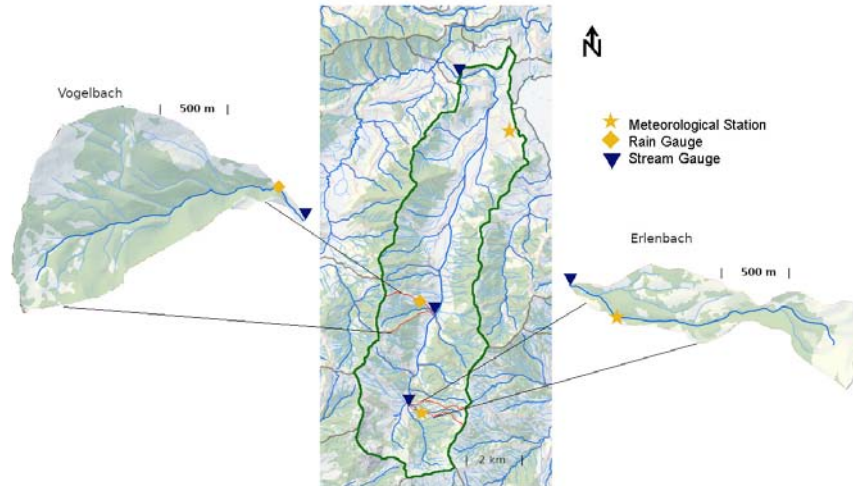 Vogelbach
| 500 m |
N
Meteorological Station
Rain Gauge
Stream Gauge
Erlenbach
| 500 m |
| 2 km |